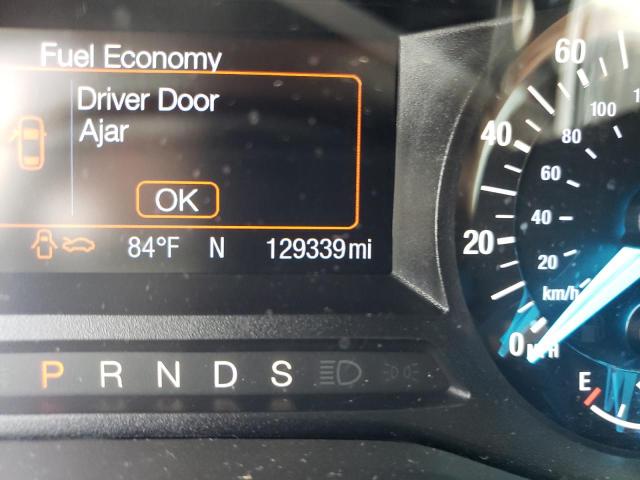 Fuel Economy
Driver Door
Ajar
OK
84°F N 129339 mi
P R N D S
60
40
20
0 MPH
100
80
60
40
20
km/h
E